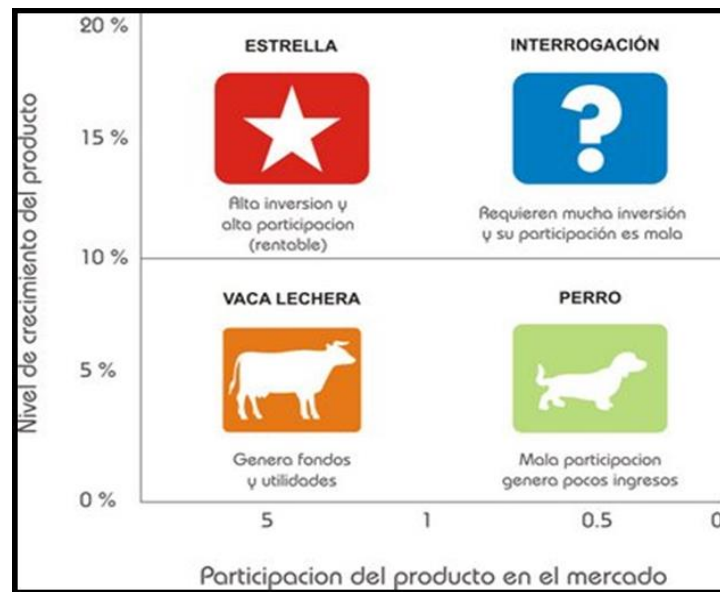 20 %
ESTRELLA
INTERROGACIÓN
?
15 %
Alta inversion y
alta participacion
(rentable)
Requieren mucha inversión
y su participación es mala
10 %
VACA LECHERA
PERRO
5 %
Genera fondos
y utilidades
Mala participacion
genera pocos ingresos
0 %
5
1
0.5
0
Nivel de crecimiento del producto
Participacion del producto en el mercado